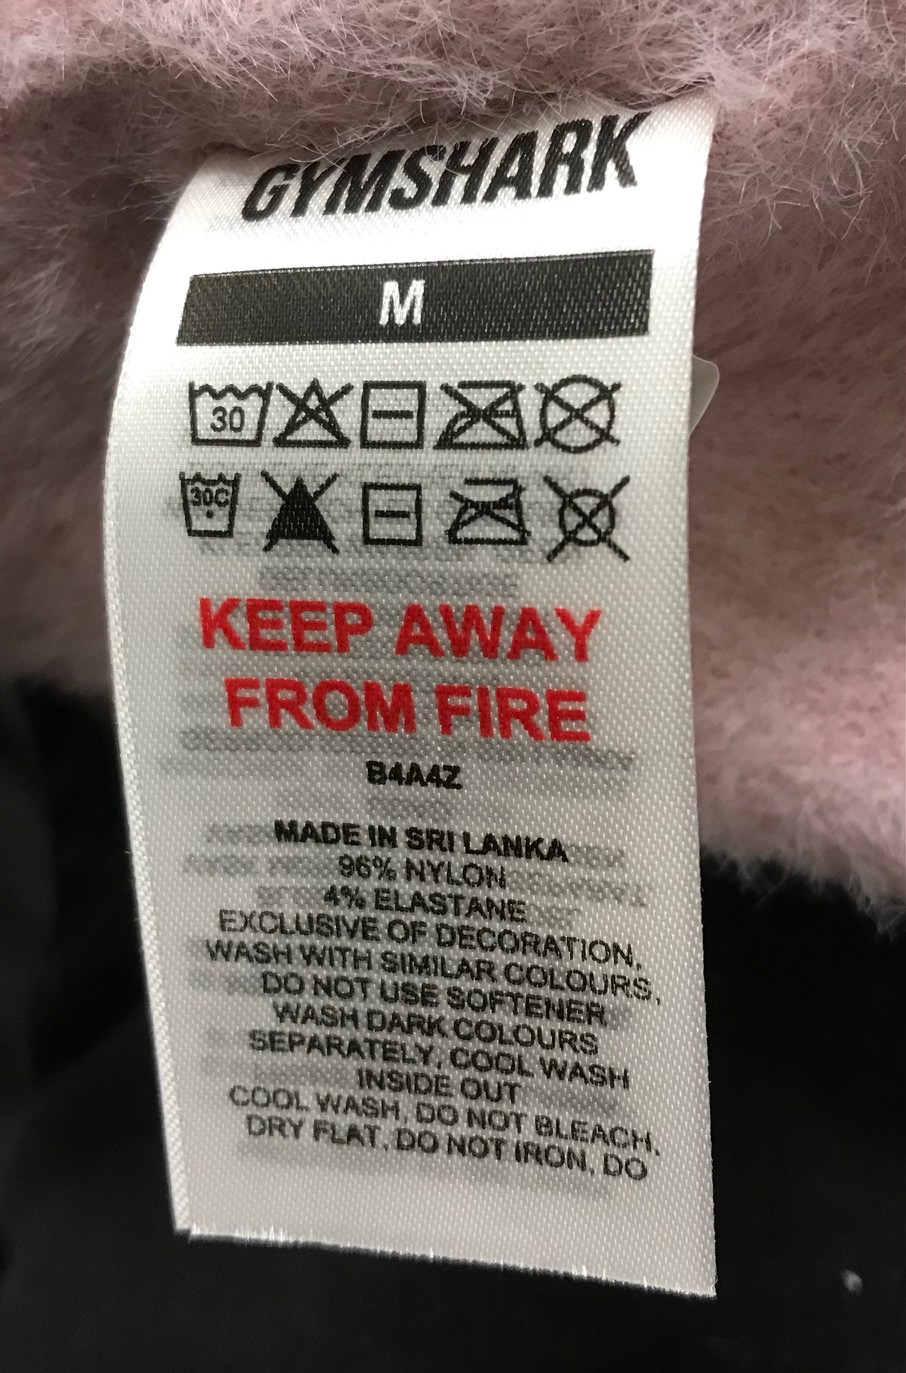 GYMSHARK
M
30
30C
KEEP AWAY
FROM FIRE
B4A4Z
MADE IN SRI LANKA
96% NYLON
4% ELASTANE
EXCLUSIVE OF DECORATION,
WASH WITH SIMILAR COLOURS,
DO NOT USE SOFTENER
WASH DARK COLOURS
SEPARATELY, COOL WASH
INSIDE OUT
COOL WASH, DO NOT BLEACH,
DRY FLAT, DO NOT IRON, DO